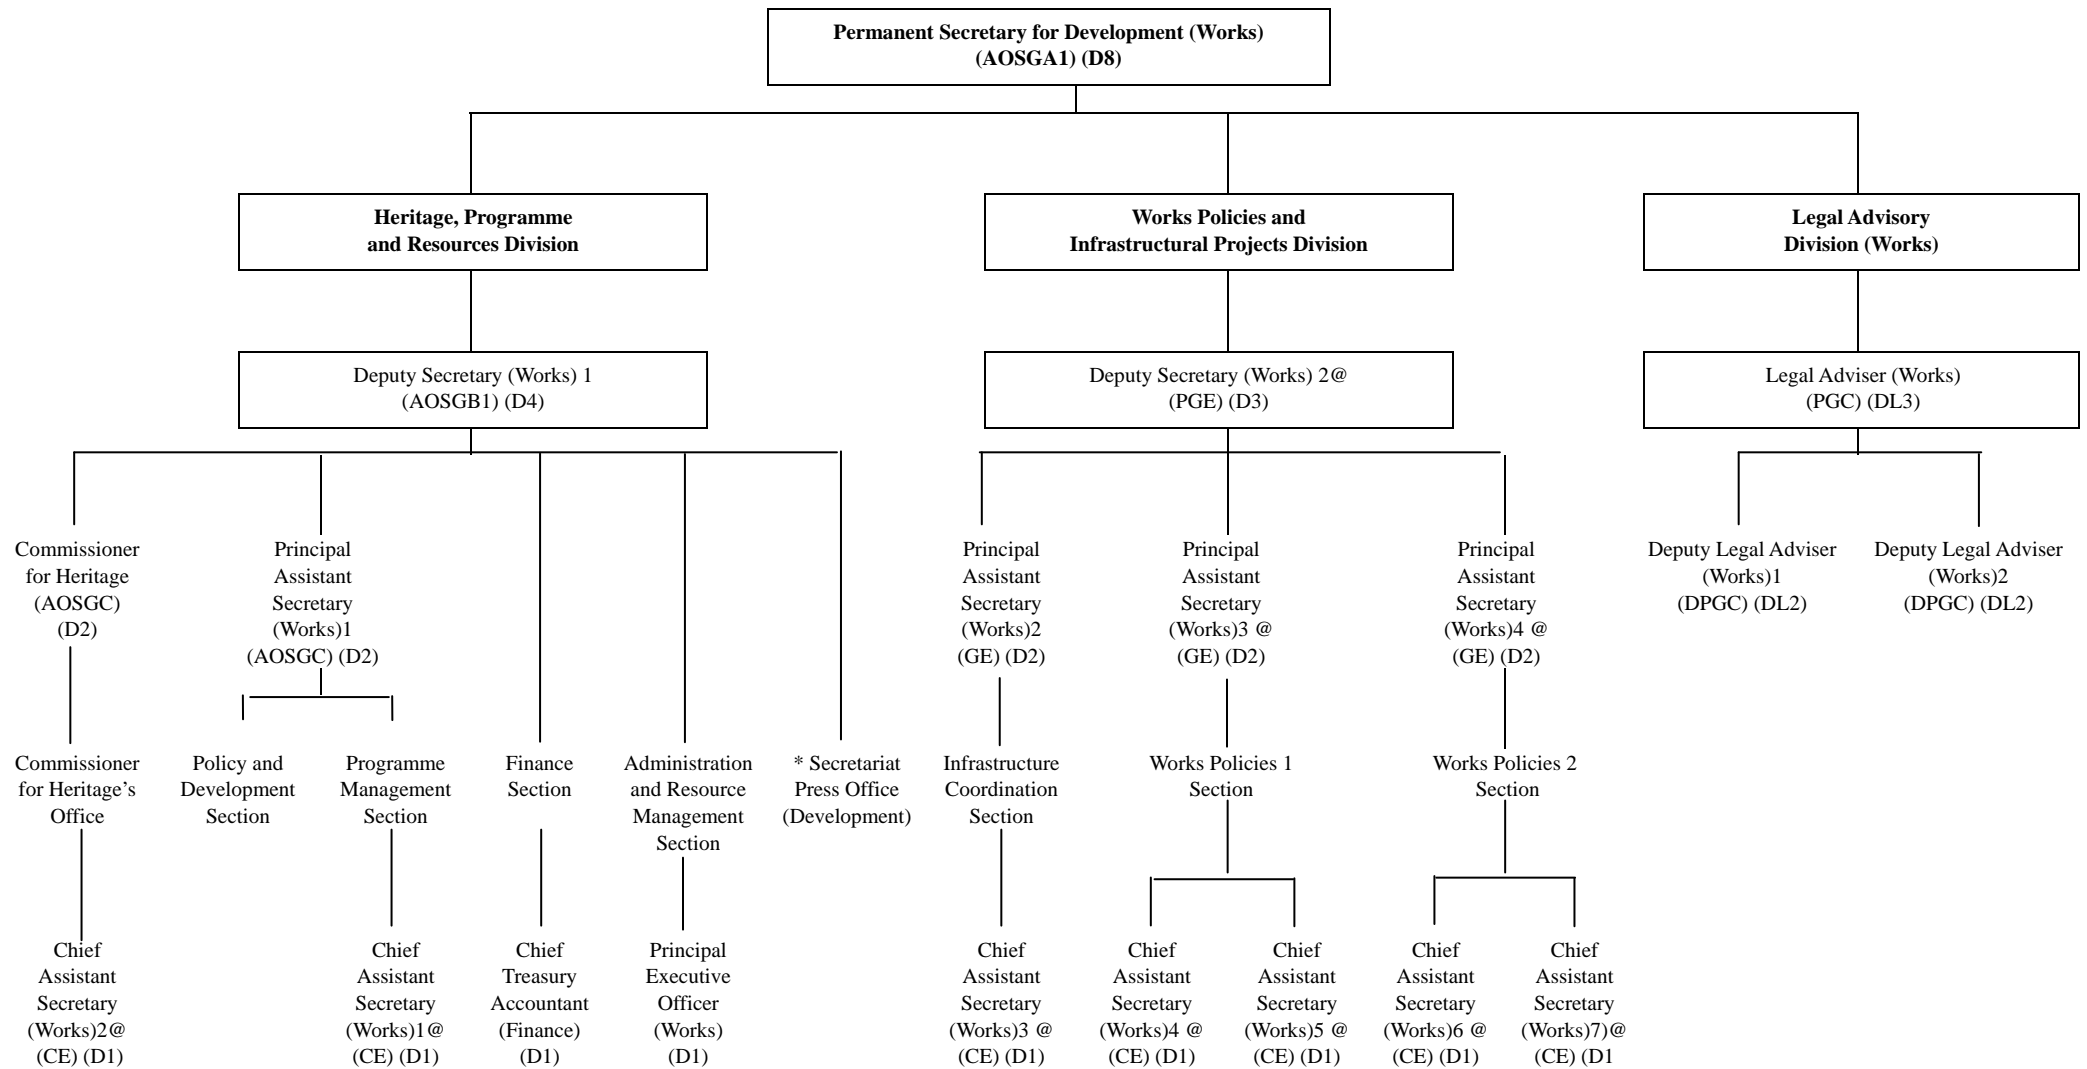 Permanent Secretary for Development (Works)
(AOSGA1) (D8)
Heritage, Programme
and Resources Division
Works Policies and
Infrastructural Projects Division
Legal Advisory
Division (Works)
Deputy Secretary (Works) 1
(AOSGB1) (D4)
Deputy Secretary (Works) 2@
(PGE) (D3)
Legal Adviser (Works)
(PGC) (DL3)
Commissioner
for Heritage
(AOSGC)
(D2)
Principal
Assistant
Secretary
(Works)1
(AOSGC) (D2)
Principal
Assistant
Secretary
(Works)2
(GE) (D2)
Principal
Assistant
Secretary
(Works)3 @
(GE) (D2)
Principal
Assistant
Secretary
(Works)4 @
(GE) (D2)
Deputy Legal Adviser
(Works)1
(DPGC) (DL2)
Deputy Legal Adviser
(Works)2
(DPGC) (DL2)
Commissioner
for Heritage’s
Office
Policy and
Development
Section
Programme
Management
Section
Finance
Section
Administration
and Resource
Management
Section
* Secretariat
Press Office
(Development)
Infrastructure
Coordination
Section
Works Policies 1
Section
Works Policies 2
Section
Chief
Assistant
Secretary
(Works)2@
(CE) (D1)
Chief
Assistant
Secretary
(Works)1@
(CE) (D1)
Chief
Treasury
Accountant
(Finance)
(D1)
Principal
Executive
Officer
(Works)
(D1)
Chief
Assistant
Secretary
(Works)3 @
(CE) (D1)
Chief
Assistant
Secretary
(Works)4 @
(CE) (D1)
Chief
Assistant
Secretary
(Works)5 @
(CE) (D1)
Chief
Assistant
Secretary
(Works)6 @
(CE) (D1)
Chief
Assistant
Secretary
(Works)7)@
(CE) (D1